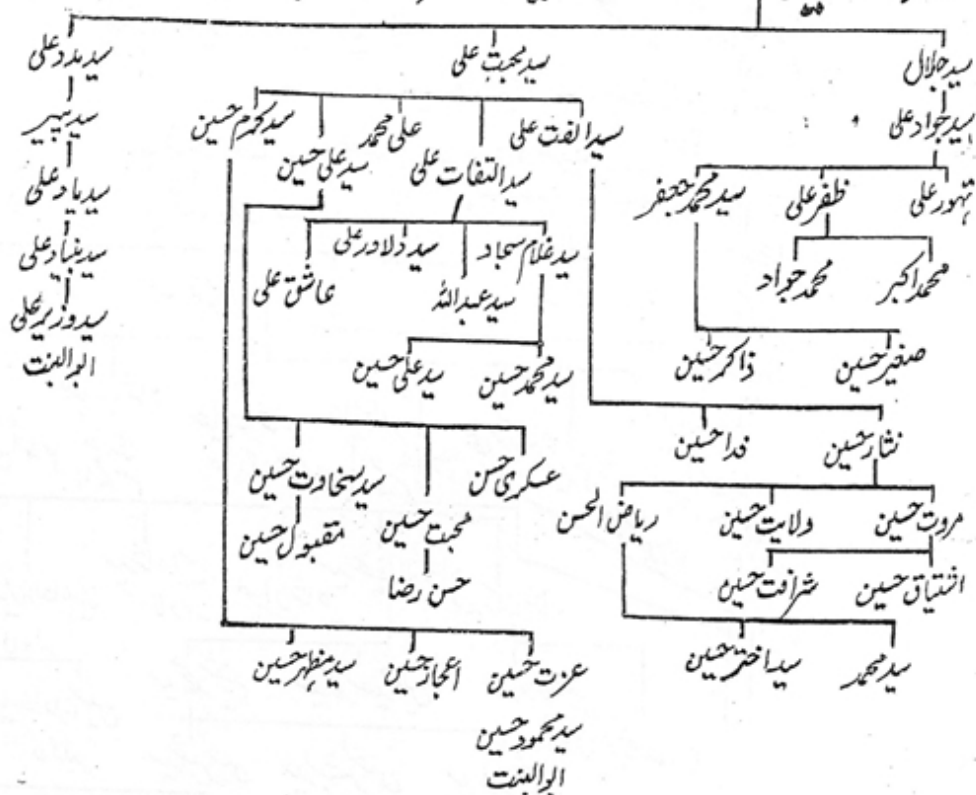 سید جلال سید محبت علی سید مدد علی
سید جواد علی سید الفت علی علی محمد سید مکرم حسین سید پیر
سید التفات علی سید علی حسین
تہور علی ظفر علی سید محمد جعفر سید یاد علی
سید غلام سجاد سید دلاور علی سید بنیاد علی
محمد اکبر محمد جواد سید عبداللہ عاشق علی
سید وزیر علی
صغیر حسین ذاکر حسین سید محمد حسین سید علی حسین ابوالبنت
نثار حسین فدا حسین
عسکری حسن سید سخاوت حسین
مروت حسین ولایت حسین ریاض الحسن محبت حسین مقبول حسین
اشتیاق حسین شرافت حسین حسن رضا
سید محمد سید اختر حسین عزت حسین اعجاز حسین سید مظہر حسین
سید محمود حسین
ابوالبنت